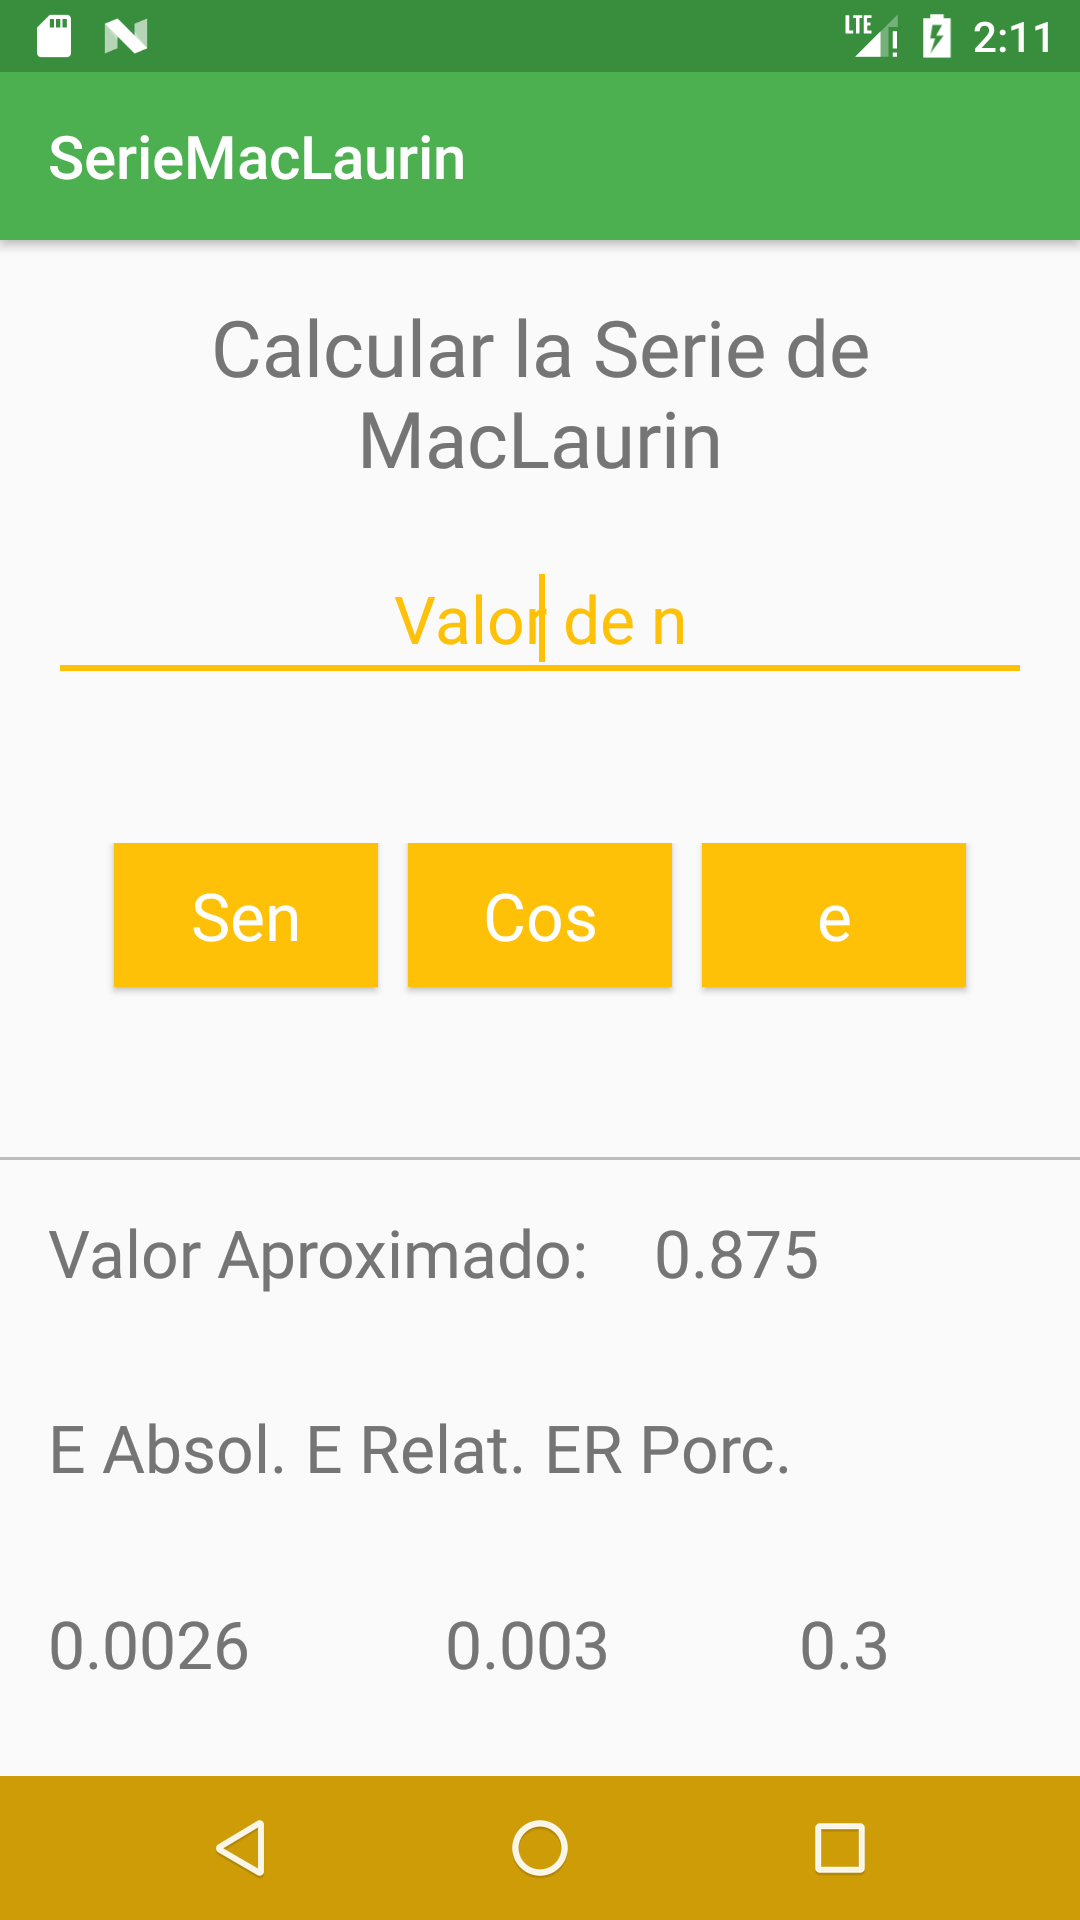 LTE 2:11
SerieMacLaurin
Calcular la Serie de
MacLaurin
Valor de n
Sen Cos e
Valor Aproximado: 0.875
E Absol. E Relat. ER Porc.
0.0026 0.003 0.3